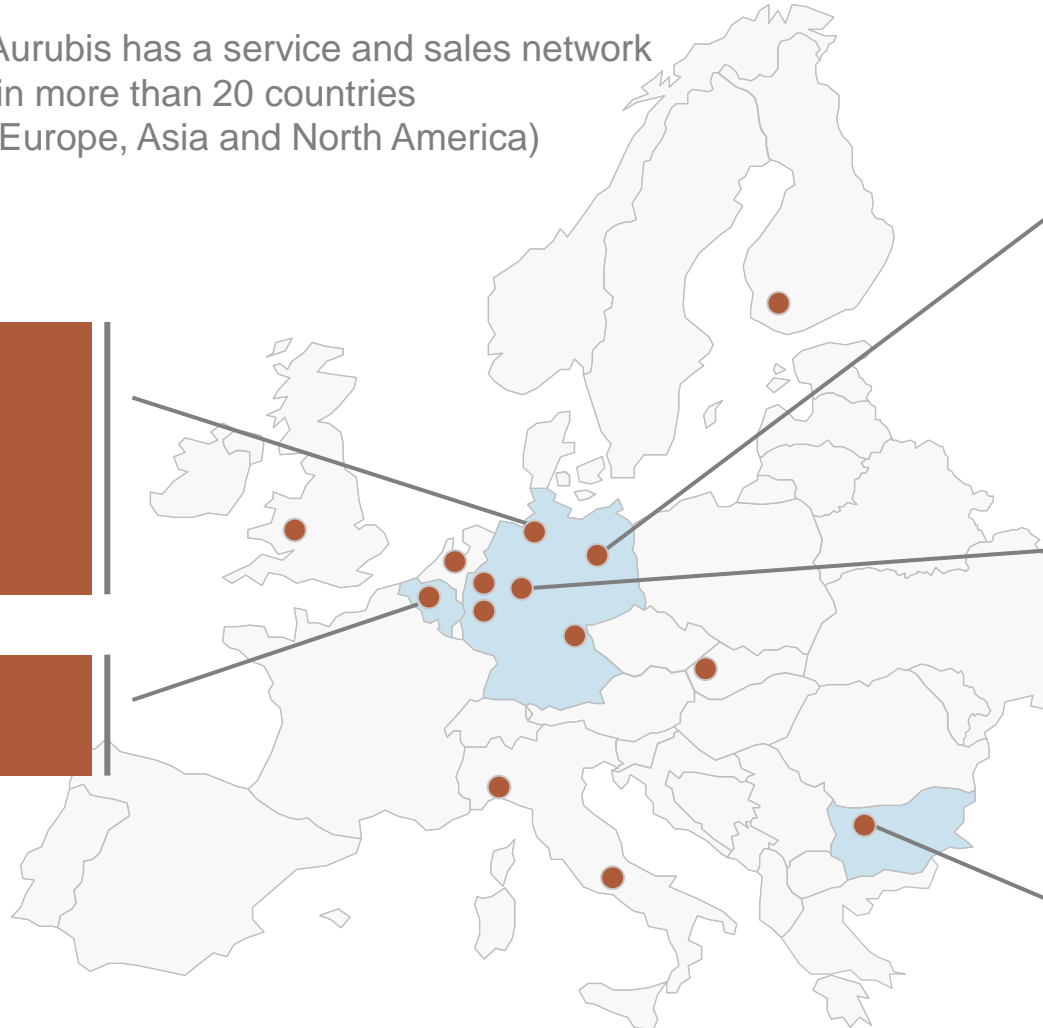 Aurubis has a service and sales network
in more than 20 countries
(Europe, Asia and North America)